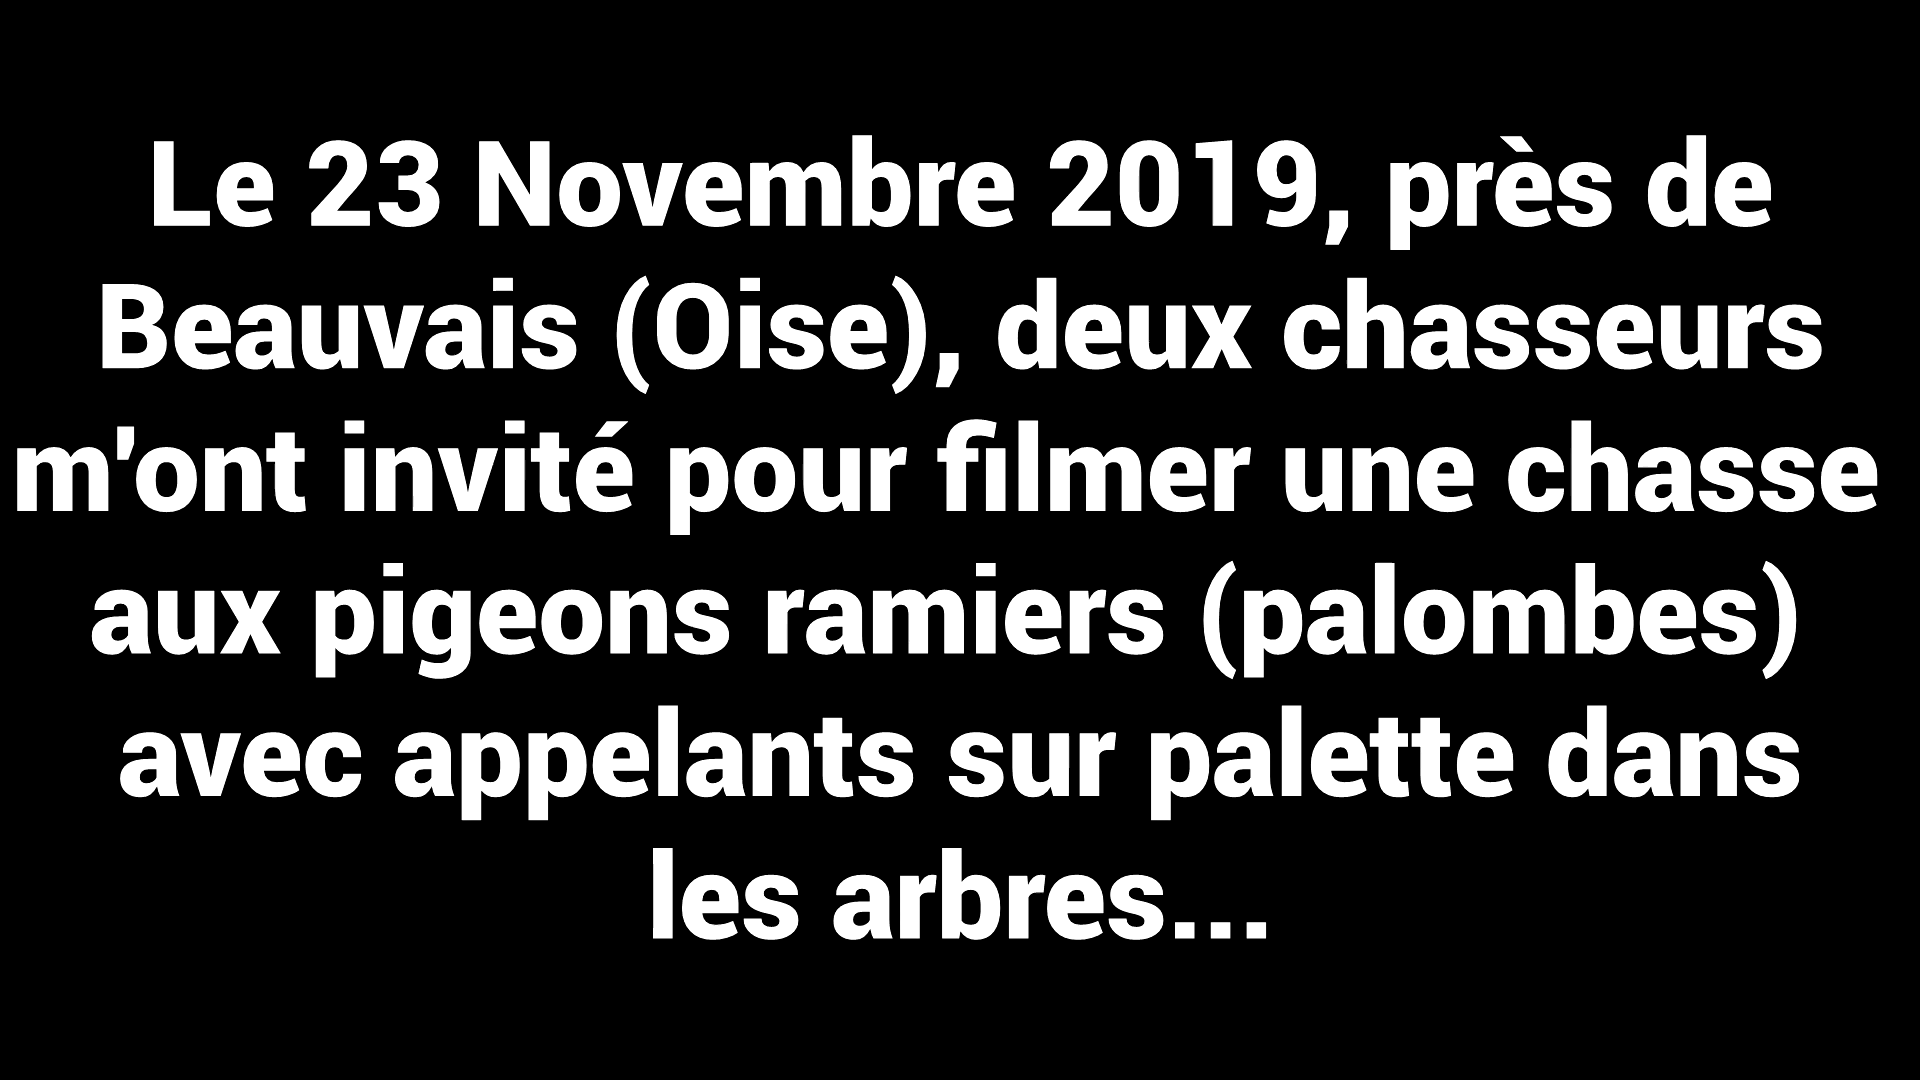 Le 23 Novembre 2019, près de
Beauvais (Oise), deux chasseurs
m'ont invité pour filmer une chasse
aux pigeons ramiers (palombes)
avec appelants sur palette dans
les arbres...